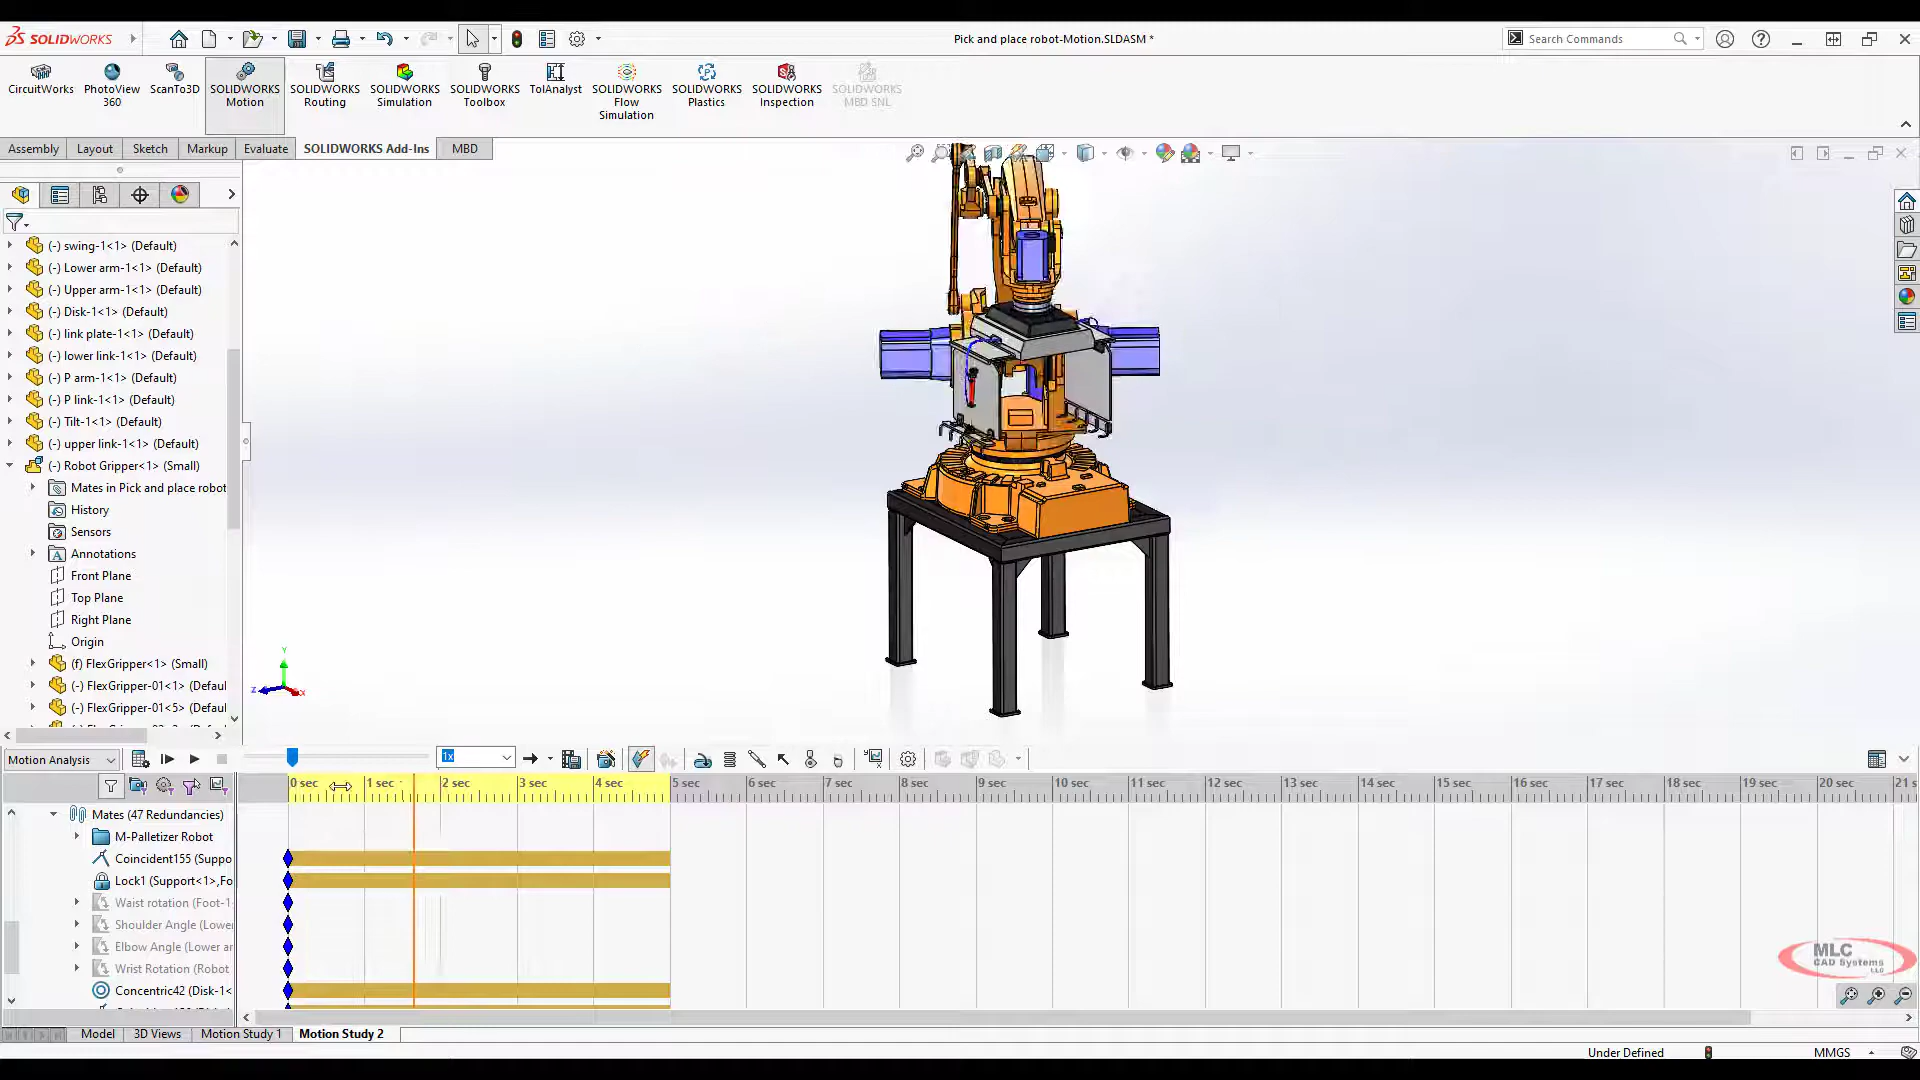 SOLIDWORKS
Pick and place robot-Motion.SLDASM *
Search Commands
CircuitWorks
PhotoView 360
ScanTo3D
SOLIDWORKS Motion
SOLIDWORKS Routing
SOLIDWORKS Simulation
SOLIDWORKS Toolbox
TolAnalyst
SOLIDWORKS Flow Simulation
SOLIDWORKS Plastics
SOLIDWORKS Inspection
SOLIDWORKS MBD SNL
Assembly
Layout
Sketch
Markup
Evaluate
SOLIDWORKS Add-Ins
MBD
(-) swing-1<1> (Default)
(-) Lower arm-1<1> (Default)
(-) Upper arm-1<1> (Default)
(-) Disk-1<1> (Default)
(-) link plate-1<1> (Default)
(-) lower link-1<1> (Default)
(-) P arm-1<1> (Default)
(-) P link-1<1> (Default)
(-) Tilt-1<1> (Default)
(-) upper link-1<1> (Default)
(-) Robot Gripper<1> (Small)
Mates in Pick and place robot
History
Sensors
Annotations
Front Plane
Top Plane
Right Plane
Origin
(f) FlexGripper<1> (Small)
(-) FlexGripper-01<1> (Defaul
(-) FlexGripper-01<5> (Defaul
Y
Z
X
Motion Analysis
1x
0 sec
1 sec
2 sec
3 sec
4 sec
5 sec
6 sec
7 sec
8 sec
9 sec
10 sec
11 sec
12 sec
13 sec
14 sec
15 sec
16 sec
17 sec
18 sec
19 sec
20 sec
21 s
Mates (47 Redundancies)
M-Palletizer Robot
Coincident155 (Suppo
Lock1 (Support<1>,Fo
Waist rotation (Foot-1
Shoulder Angle (Lowe
Elbow Angle (Lower ar
Wrist Rotation (Robot
Concentric42 (Disk-1<
MLC
CAD Systems
LLC
Model
3D Views
Motion Study 1
Motion Study 2
Under Defined
MMGS